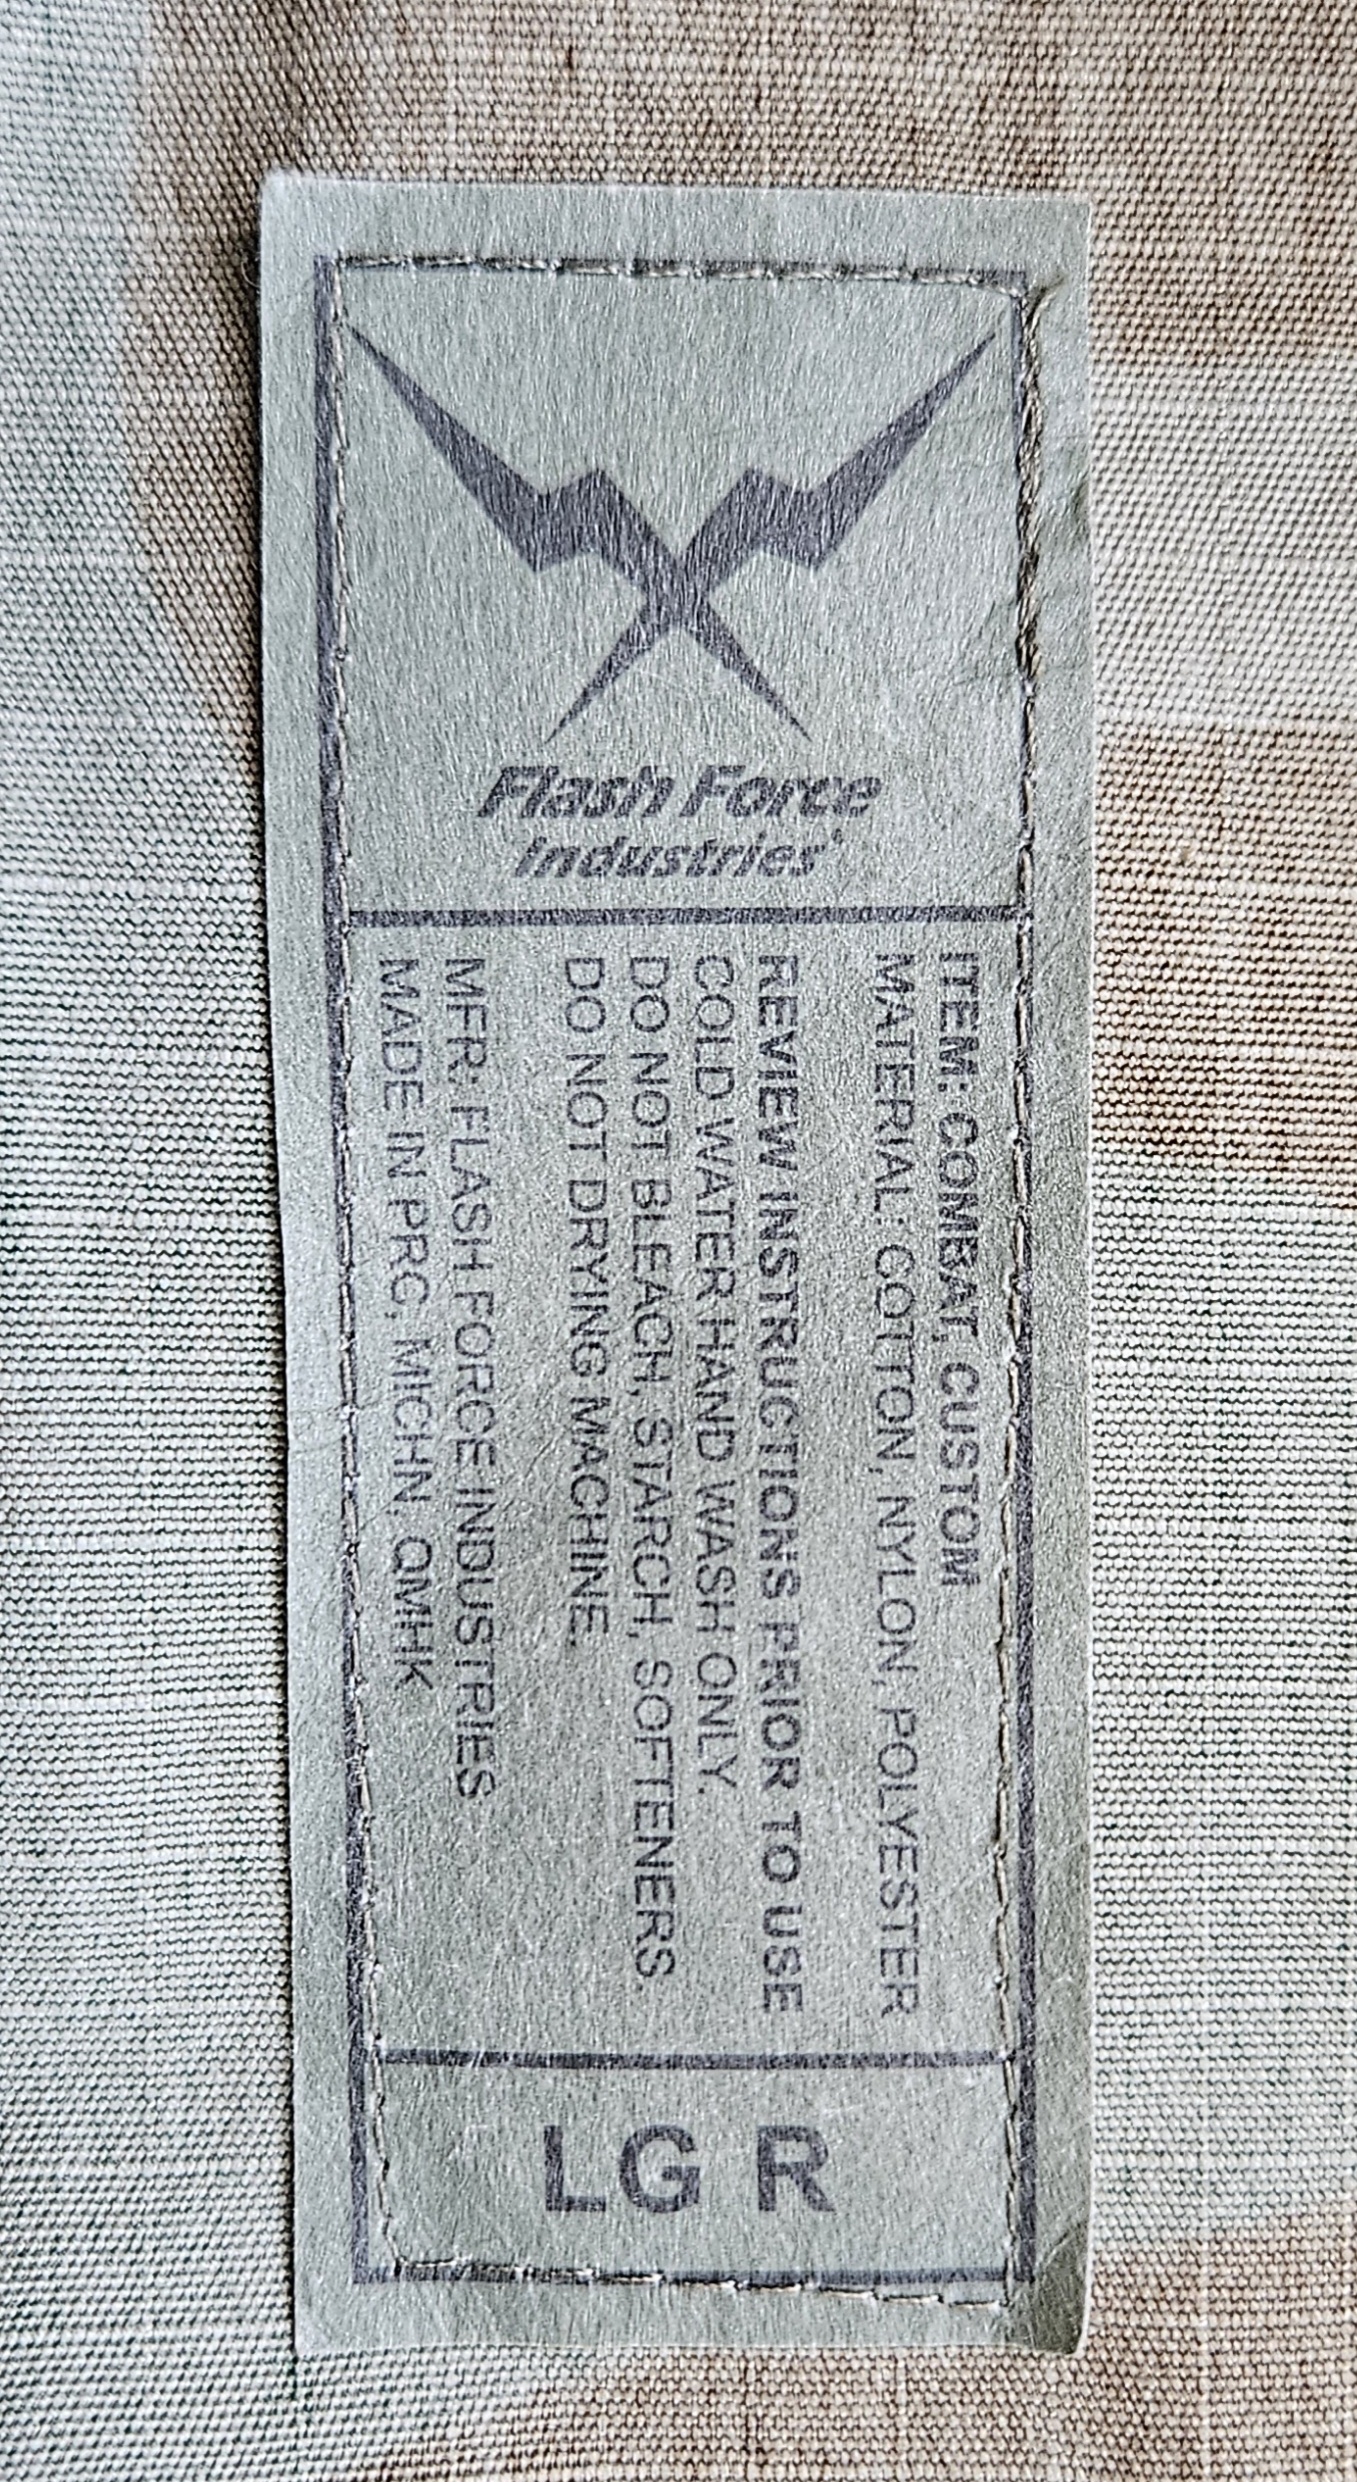 Flash Force
industries'
ITEM: COMBAT, CUSTOM
MATERIAL: COTTON, NYLON, POLYESTER
REVIEW INSTRUCTIONS PRIOR TO USE
COLD WATER HAND WASH ONLY.
DO NOT BLEACH, STARCH, SOFTENERS.
DO NOT DRYING MACHINE.
MFR: FLASH FORCE INDUSTRIES
MADE IN PRC, MICHN, QMHK
LG R